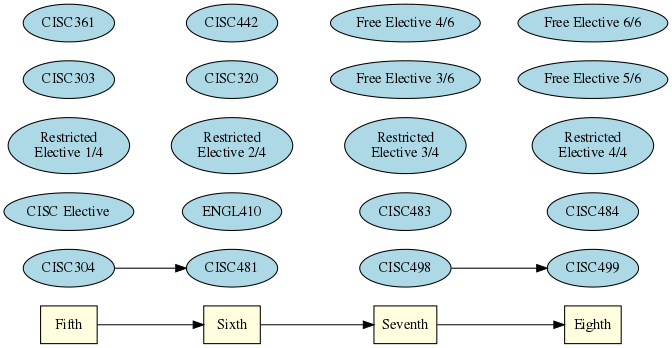 CISC361
CISC442
Free Elective 4/6
Free Elective 6/6
CISC303
CISC320
Free Elective 3/6
Free Elective 5/6
Restricted
Elective 1/4
Restricted
Elective 2/4
Restricted
Elective 3/4
Restricted
Elective 4/4
CISC Elective
ENGL410
CISC483
CISC484
CISC304
CISC481
CISC498
CISC499
Fifth
Sixth
Seventh
Eighth